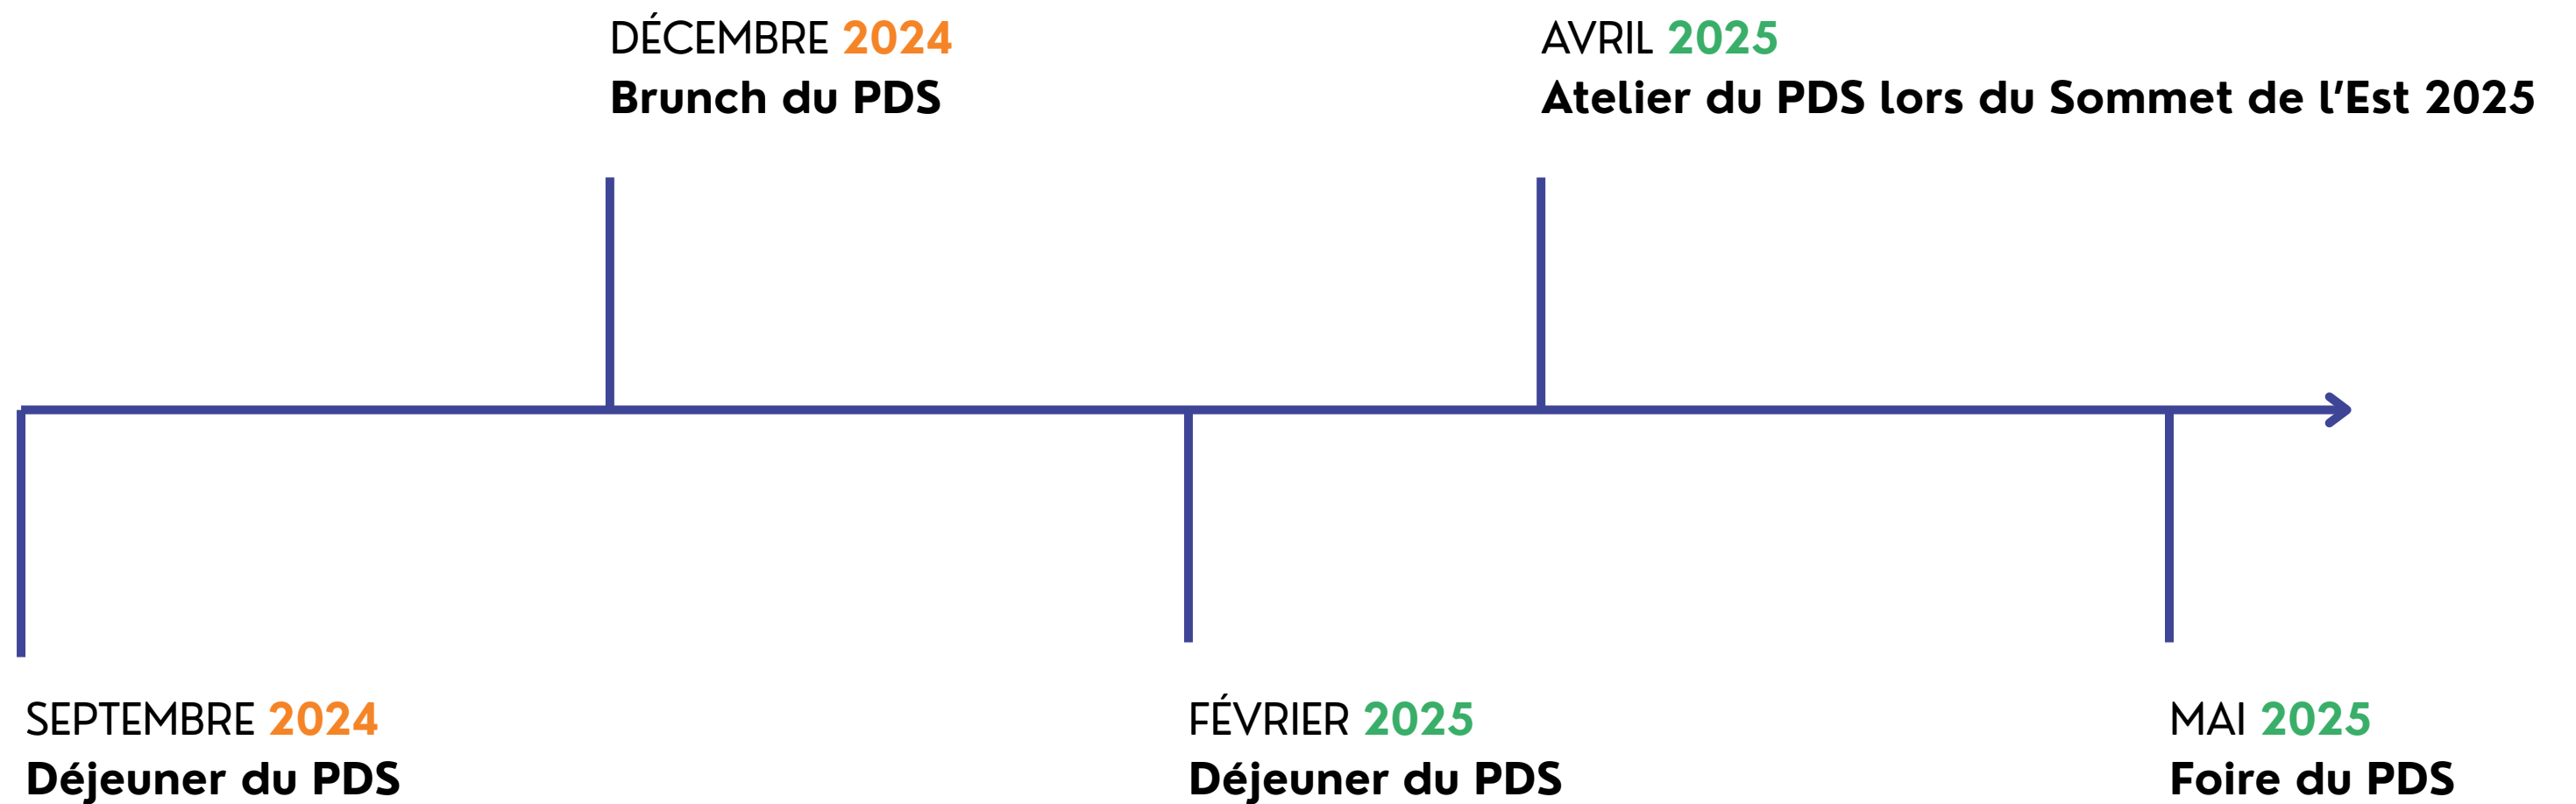 DÉCEMBRE 2024
Brunch du PDS
AVRIL 2025
Atelier du PDS lors du Sommet de l’Est 2025
SEPTEMBRE 2024
Déjeuner du PDS
FÉVRIER 2025
Déjeuner du PDS
MAI 2025
Foire du PDS